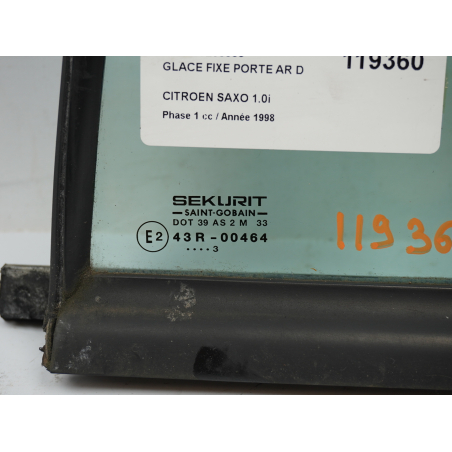 119360
GLACE FIXE PORTE AR D
CITROEN SAXO 1.0i
Phase 1 cc / Année 1998
SEKURIT
SAINT-GOBAIN
DOT 39 AS 2 M 33
E2 43R-00464
.... 3
11936